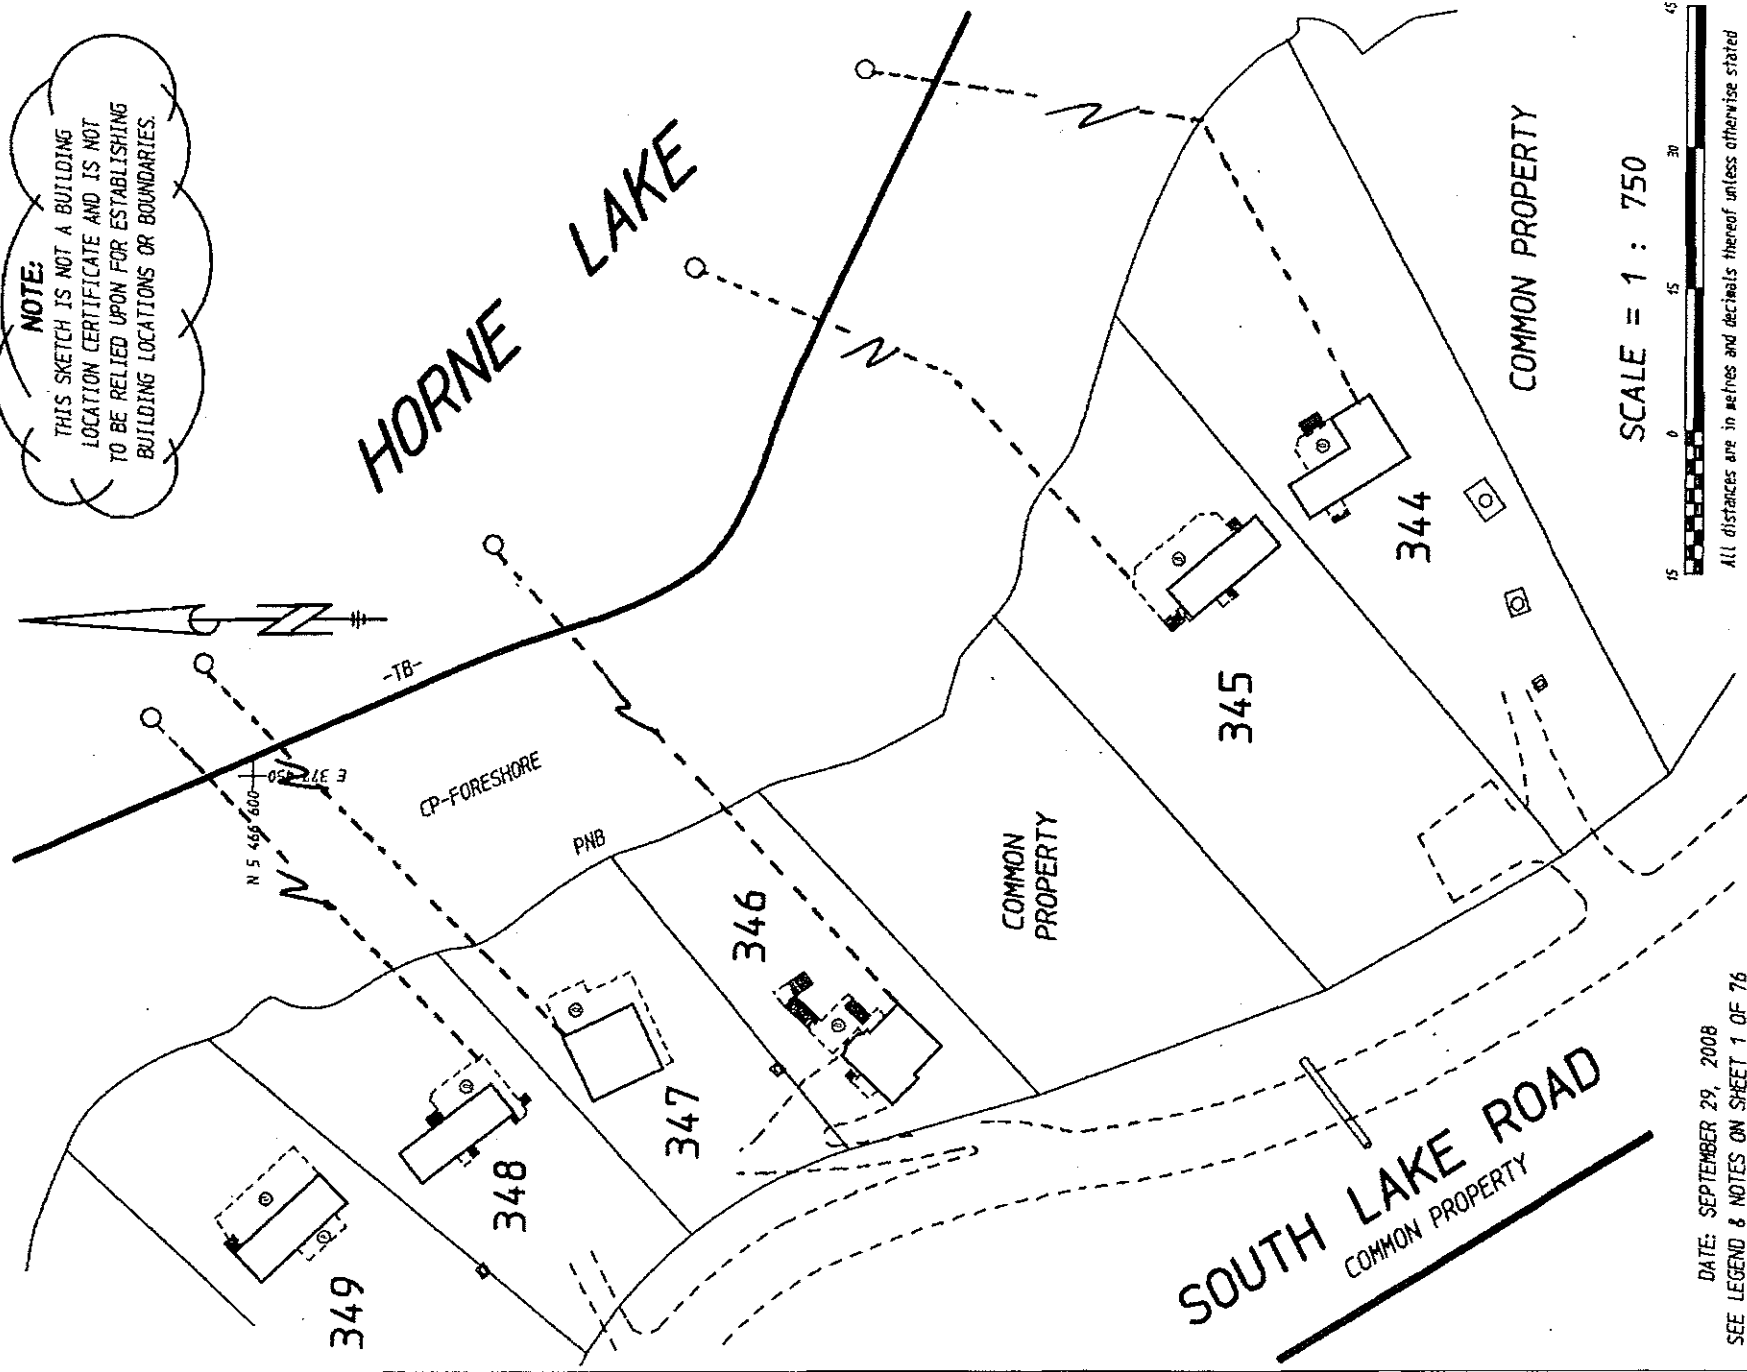 NOTE:
THIS SKETCH IS NOT A BUILDING
LOCATION CERTIFICATE AND IS NOT
TO BE RELIED UPON FOR ESTABLISHING
BUILDING LOCATIONS OR BOUNDARIES.
HORNE LAKE
-TB-
N 5 466 600
E 377 450
CP-FORESHORE
PNB
349
348
347
346
COMMON
PROPERTY
345
344
COMMON PROPERTY
SOUTH LAKE ROAD
COMMON PROPERTY
SCALE = 1 : 750
15 0 15 30 45
All distances are in metres and decimals thereof unless otherwise stated
DATE: SEPTEMBER 29, 2008
SEE LEGEND & NOTES ON SHEET 1 OF 76